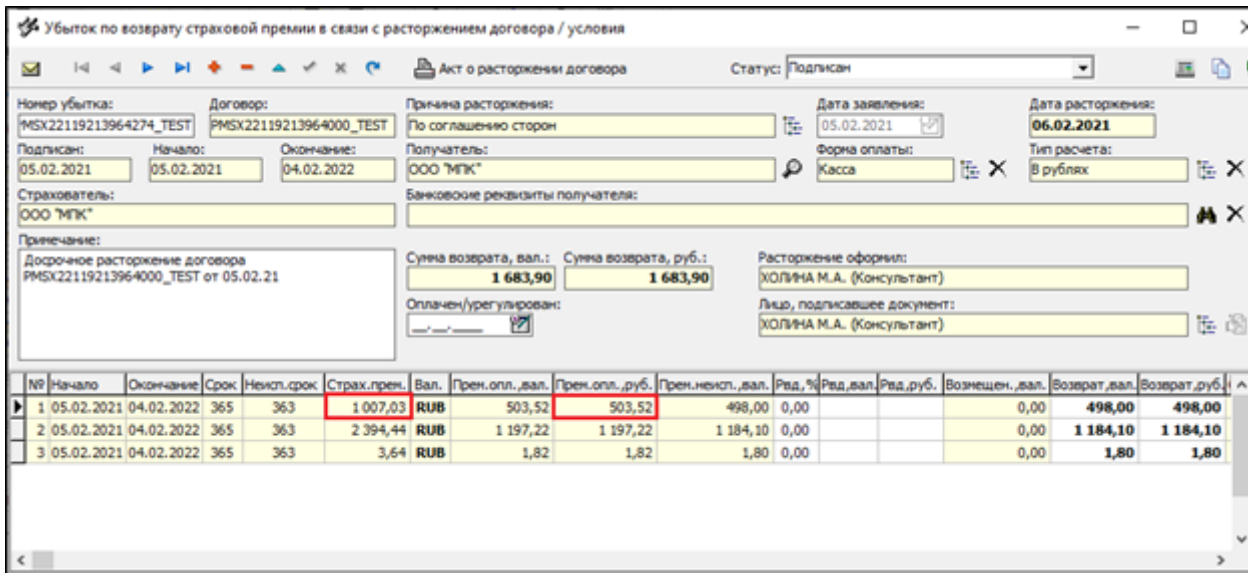 Убыток по возврату страховой премии в связи с расторжением договора / условия
Акт о расторжении договора Статус: Подписан
Номер убытка: Договор: Причина расторжения: Дата заявления: Дата расторжения:
MSX22119213964274_TEST PMSX22119213964000_TEST По соглашению сторон 05.02.2021 06.02.2021
Подписан: Начало: Окончание: Получатель: Форма оплаты: Тип расчета:
05.02.2021 05.02.2021 04.02.2022 ООО "МПК" Касса В рублях
Страхователь: Банковские реквизиты получателя:
ООО "МПК"
Примечание:
Досрочное расторжение договора Сумма возврата, вал.: Сумма возврата, руб.: Расторжение оформил:
PMSX22119213964000_TEST от 05.02.21 1 683,90 1 683,90 ХОЛИНА М.А. (Консультант)
Оплачен/урегулирован: Лицо, подписавшее документ:
__.__.____ ХОЛИНА М.А. (Консультант)
№ Начало Окончание Срок Неисп.срок Страх.прем. Вал. Прем.опл.,вал. Прем.опл.,руб. Прем.неисп.,вал. Рвд,% Рвд,вал. Рвд,руб. Возмещен.,вал. Возврат,вал. Возврат,руб.
1 05.02.2021 04.02.2022 365 363 1 007,03 RUB 503,52 503,52 498,00 0,00 0,00 498,00 498,00
2 05.02.2021 04.02.2022 365 363 2 394,44 RUB 1 197,22 1 197,22 1 184,10 0,00 0,00 1 184,10 1 184,10
3 05.02.2021 04.02.2022 365 363 3,64 RUB 1,82 1,82 1,80 0,00 0,00 1,80 1,80